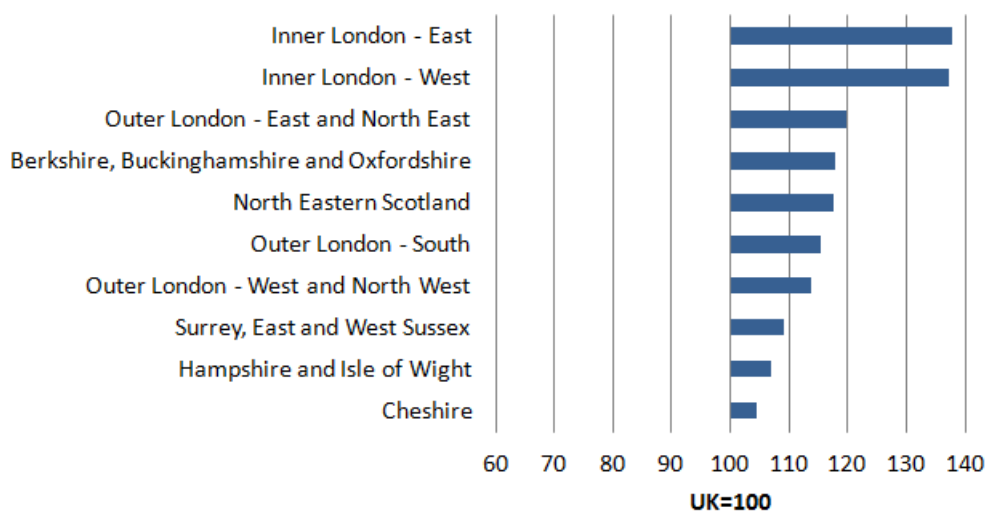 Inner London - East
Inner London - West
Outer London - East and North East
Berkshire, Buckinghamshire and Oxfordshire
North Eastern Scotland
Outer London - South
Outer London - West and North West
Surrey, East and West Sussex
Hampshire and Isle of Wight
Cheshire
60 70 80 90 100 110 120 130 140
UK=100